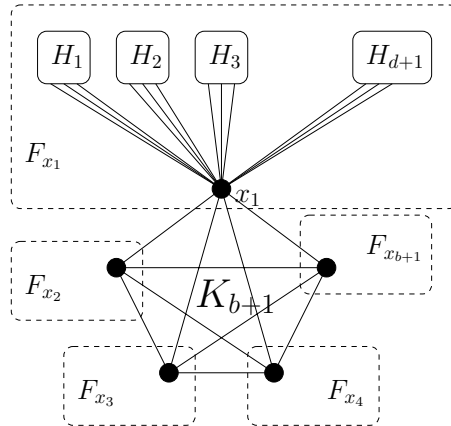 H_1 H_2 H_3 H_{d+1}
F_{x_1}
x_1
F_{x_{b+1}}
F_{x_2}
K_{b+1}
F_{x_3} F_{x_4}